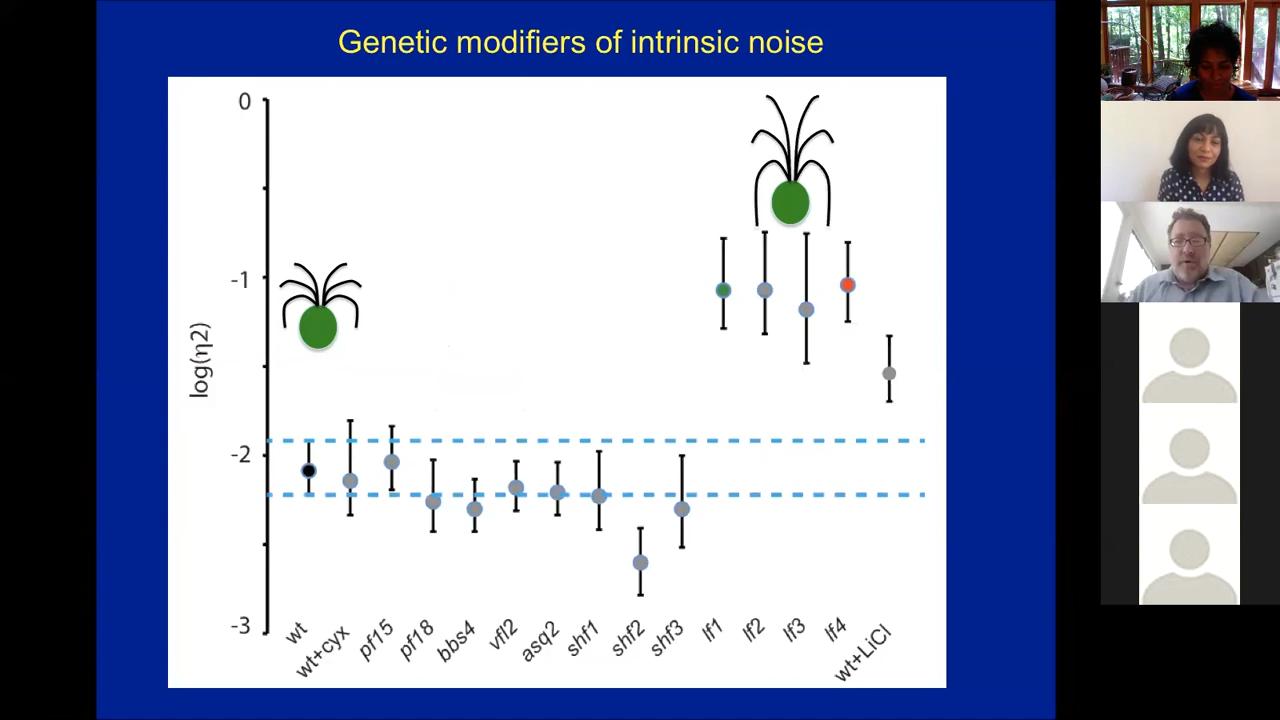 Genetic modifiers of intrinsic noise
0
-1
-2
-3
log(η2)
wt
wt+cyx
pf15
pf18
bbs4
vfl2
asq2
shf1
shf2
shf3
lf1
lf2
lf3
lf4
wt+LiCl